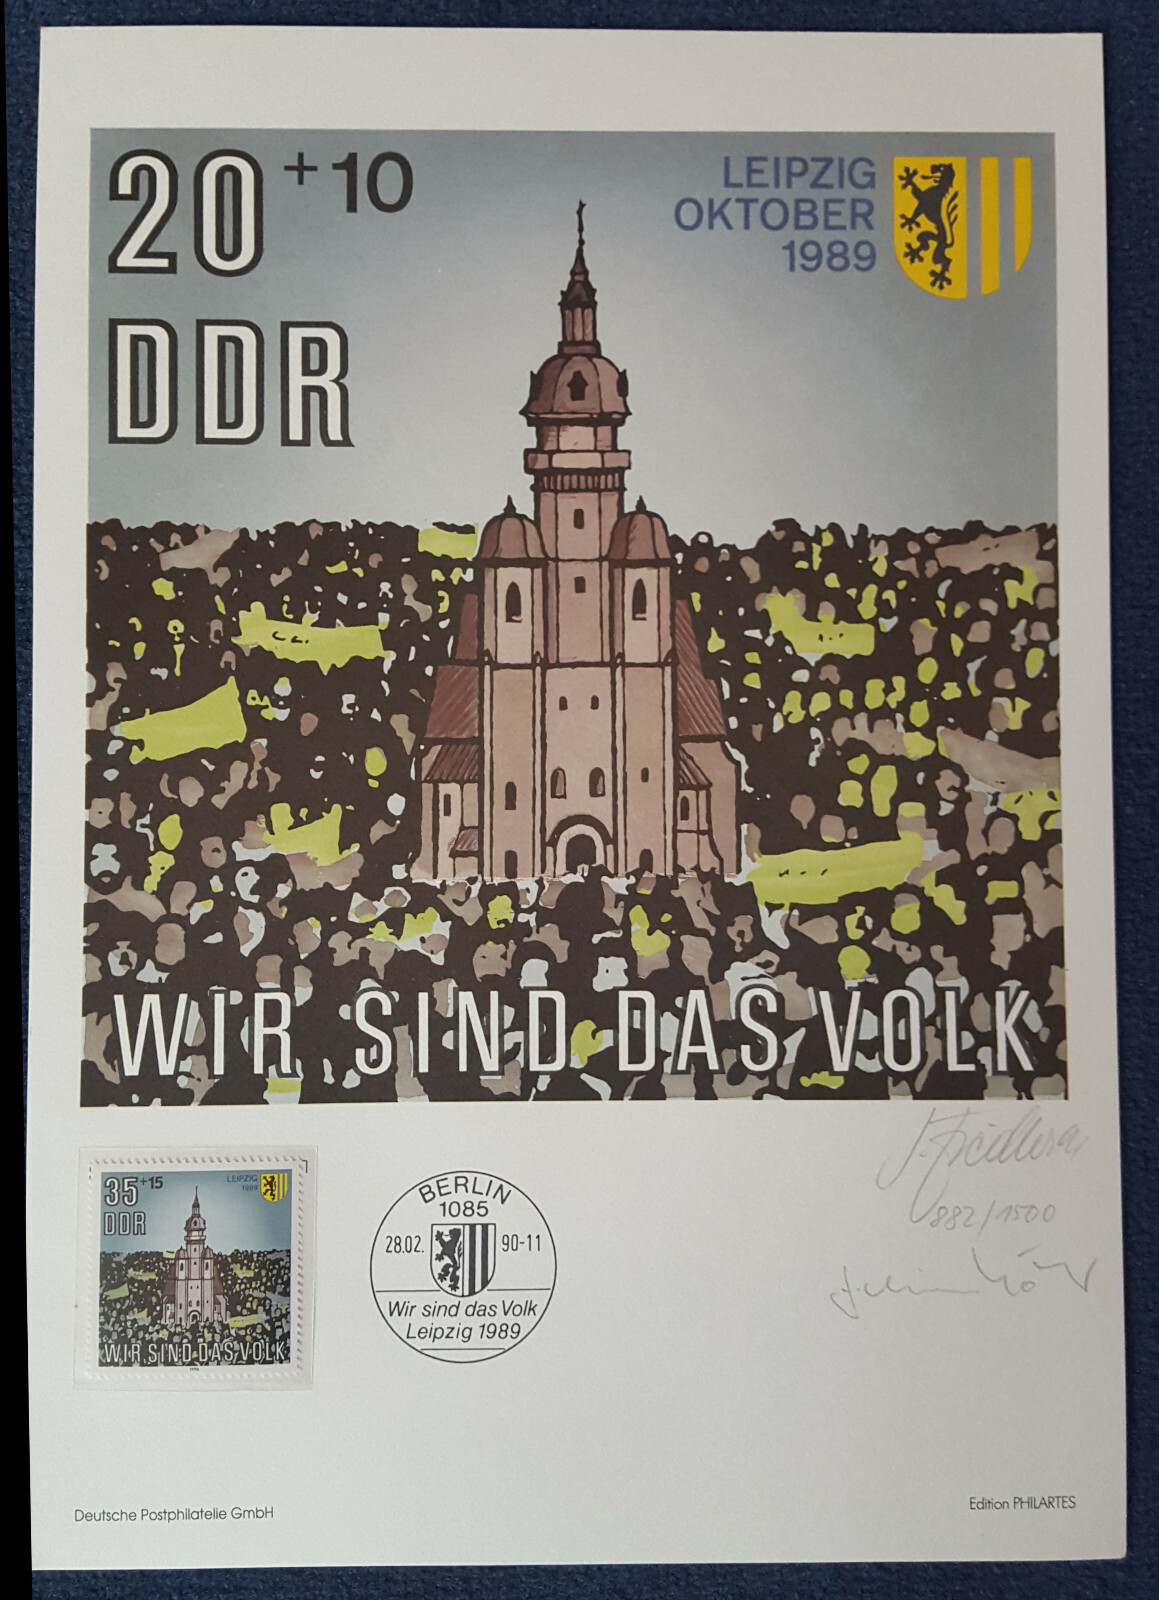 20 + 10
DDR
LEIPZIG
OKTOBER
1989
WIR SIND DAS VOLK
882/1500
35 + 15
DDR
LEIPZIG
1989
WIR SIND DAS VOLK
1990
BERLIN
1085
28.02. 90-11
Wir sind das Volk
Leipzig 1989
Deutsche Postphilatelie GmbH
Edition PHILARTES